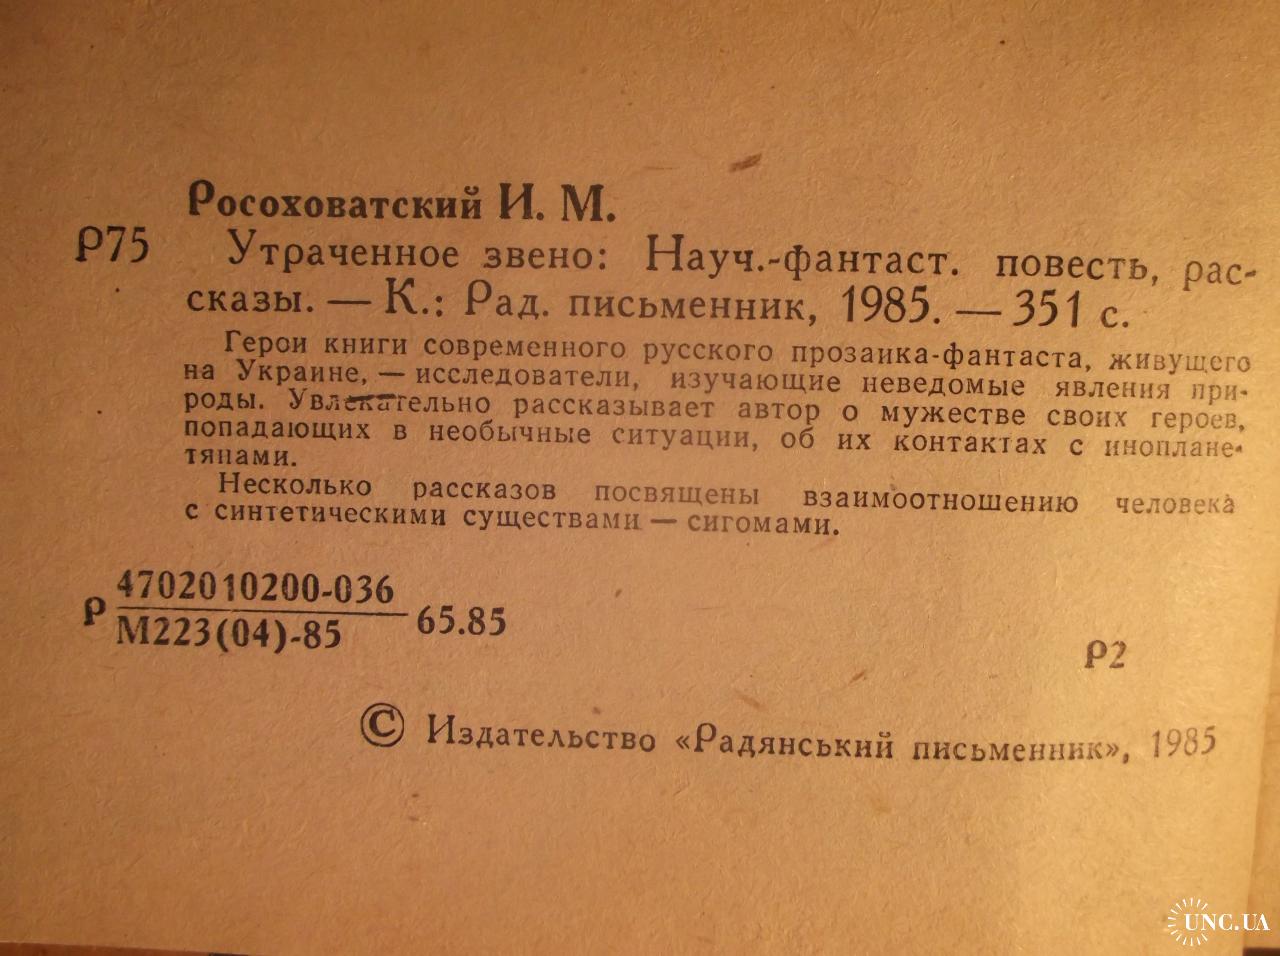 Росоховатский И. М.
Р75 Утраченное звено: Науч.-фантаст. повесть, рас-
сказы. — К.: Рад. письменник, 1985. — 351 с.
Герои книги современного русского прозаика-фантаста, живущего
на Украине, — исследователи, изучающие неведомые явления при-
роды. Увлекательно рассказывает автор о мужестве своих героев,
попадающих в необычные ситуации, об их контактах с инопланe-
тянами.
Несколько рассказов посвящены взаимоотношению человека
с синтетическими существами — сигомами.
Р 4702010200-036
М223(04)-85 65.85
Р2
© Издательство «Радянський письменник», 1985
UNC.UA